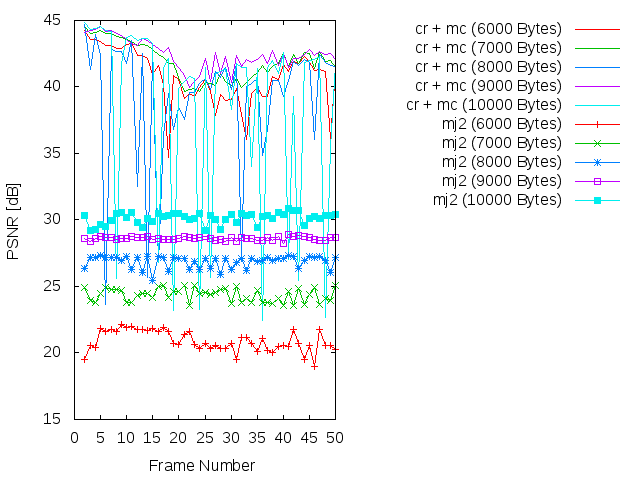 PSNR [dB]
45
40
35
30
25
20
15
0 5 10 15 20 25 30 35 40 45 50
Frame Number
cr + mc (6000 Bytes)
cr + mc (7000 Bytes)
cr + mc (8000 Bytes)
cr + mc (9000 Bytes)
cr + mc (10000 Bytes)
mj2 (6000 Bytes)
mj2 (7000 Bytes)
mj2 (8000 Bytes)
mj2 (9000 Bytes)
mj2 (10000 Bytes)